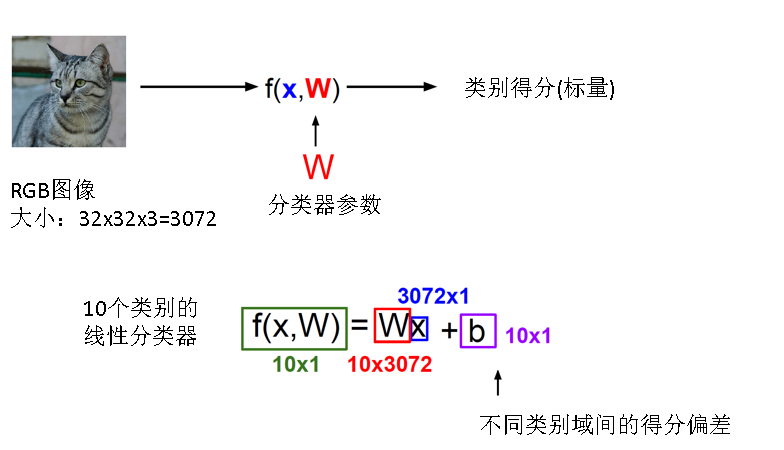 f(x,W)
类别得分(标量)
W
分类器参数
RGB图像
大小：32x32x3=3072
10个类别的
线性分类器
3072x1
f(x,W) = Wx + b
10x1
10x1
10x3072
不同类别域间的得分偏差